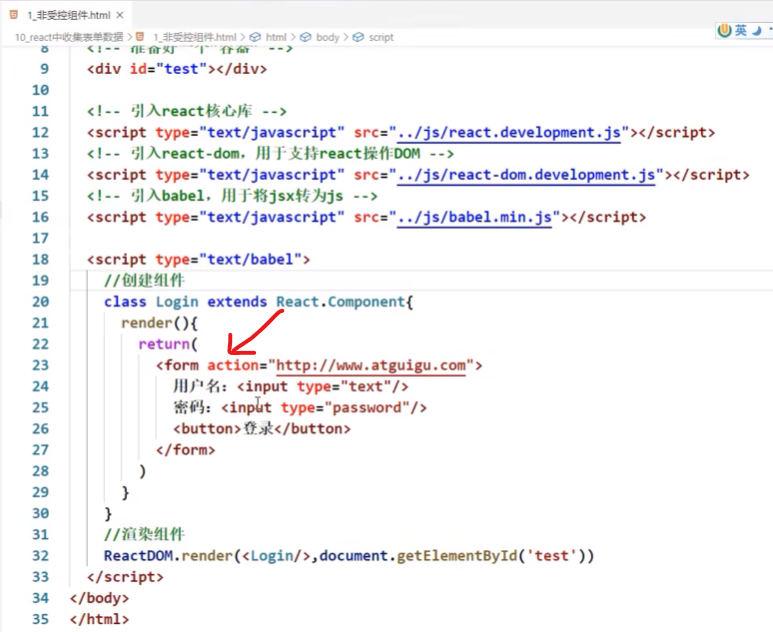 1_非受控组件.html ×
10_react中收集表单数据 > 1_非受控组件.html > html > body > script
英
<!-- 准备好一个“容器” -->
9 <div id="test"></div>
10
11 <!-- 引入react核心库 -->
12 <script type="text/javascript" src="../js/react.development.js"></script>
13 <!-- 引入react-dom，用于支持react操作DOM -->
14 <script type="text/javascript" src="../js/react-dom.development.js"></script>
15 <!-- 引入babel，用于将jsx转为js -->
16 <script type="text/javascript" src="../js/babel.min.js"></script>
17
18 <script type="text/babel">
19 //创建组件
20 class Login extends React.Component{
21 render(){
22 return(
23 <form action="http://www.atguigu.com">
24 用户名：<input type="text"/>
25 密码：<input type="password"/>
26 <button>登录</button>
27 </form>
28 )
29 }
30 }
31 //渲染组件
32 ReactDOM.render(<Login/>,document.getElementById('test'))
33 </script>
34 </body>
35 </html>